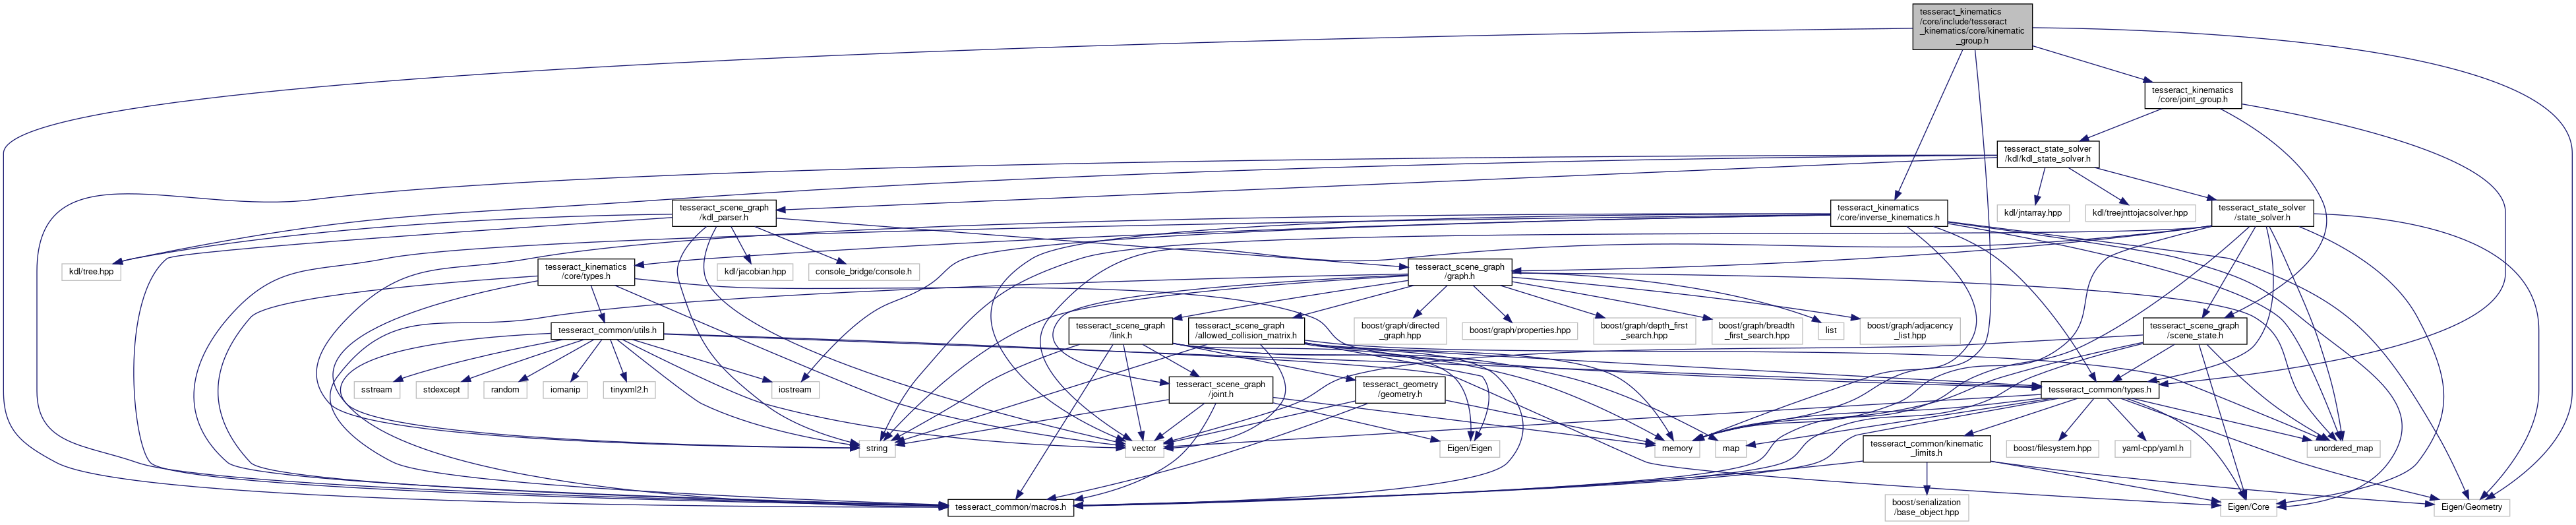 tesseract_kinematics
/core/include/tesseract
_kinematics/core/kinematic
_group.h
tesseract_kinematics
/core/joint_group.h
tesseract_state_solver
/kdl/kdl_state_solver.h
tesseract_scene_graph
/kdl_parser.h
tesseract_kinematics
/core/inverse_kinematics.h
kdl/jntarray.hpp
kdl/treejnttojacsolver.hpp
tesseract_state_solver
/state_solver.h
kdl/tree.hpp
tesseract_kinematics
/core/types.h
kdl/jacobian.hpp
console_bridge/console.h
tesseract_scene_graph
/graph.h
tesseract_common/utils.h
tesseract_scene_graph
/link.h
tesseract_scene_graph
/allowed_collision_matrix.h
boost/graph/directed
_graph.hpp
boost/graph/properties.hpp
boost/graph/depth_first
_search.hpp
boost/graph/breadth
_first_search.hpp
list
boost/graph/adjacency
_list.hpp
tesseract_scene_graph
/scene_state.h
sstream
stdexcept
random
iomanip
tinyxml2.h
iostream
tesseract_scene_graph
/joint.h
tesseract_geometry
/geometry.h
tesseract_common/types.h
string
vector
Eigen/Eigen
memory
map
tesseract_common/kinematic
_limits.h
boost/filesystem.hpp
yaml-cpp/yaml.h
unordered_map
tesseract_common/macros.h
boost/serialization
/base_object.hpp
Eigen/Core
Eigen/Geometry